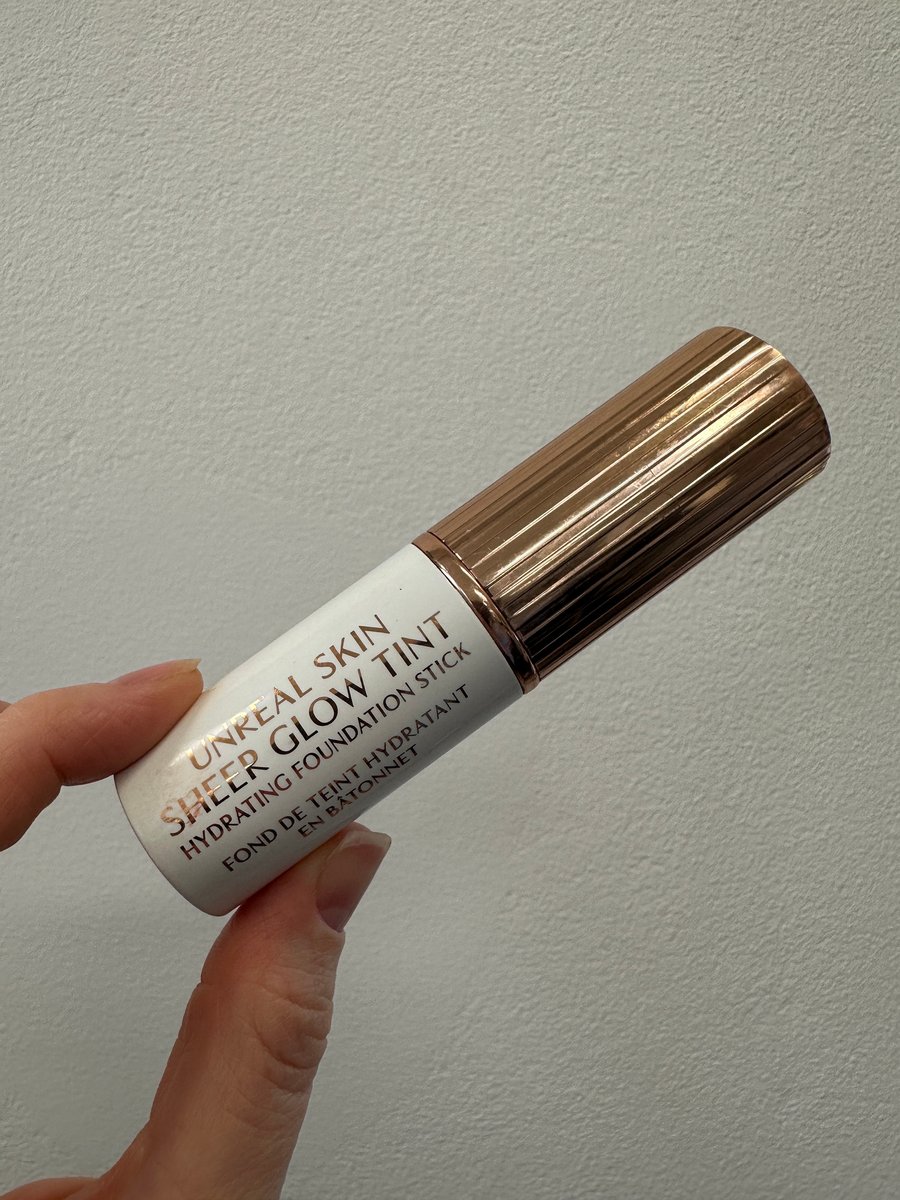 UNREAL SKIN
SHEER GLOW TINT
HYDRATING FOUNDATION STICK
FOND DE TEINT HYDRATANT
EN BÂTONNET